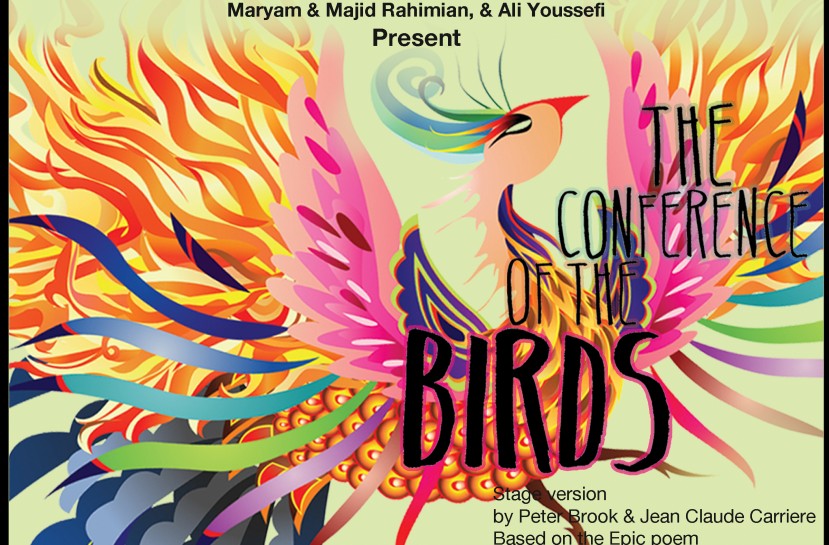 Maryam & Majid Rahimian, & Ali Youssefi
Present
THE
CONFERENCE
OF THE
BIRDS
Stage version
by Peter Brook & Jean Claude Carriere
Based on the Epic poem